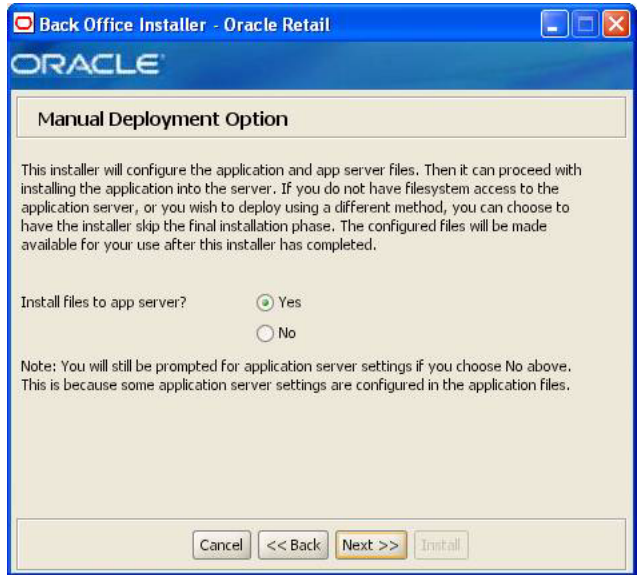 Back Office Installer - Oracle Retail
ORACLE
Manual Deployment Option
This installer will configure the application and app server files. Then it can proceed with
installing the application into the server. If you do not have filesystem access to the
application server, or you wish to deploy using a different method, you can choose to
have the installer skip the final installation phase. The configured files will be made
available for your use after this installer has completed.
Install files to app server? Yes
No
Note: You will still be prompted for application server settings if you choose No above.
This is because some application server settings are configured in the application files.
Cancel << Back Next >> Install